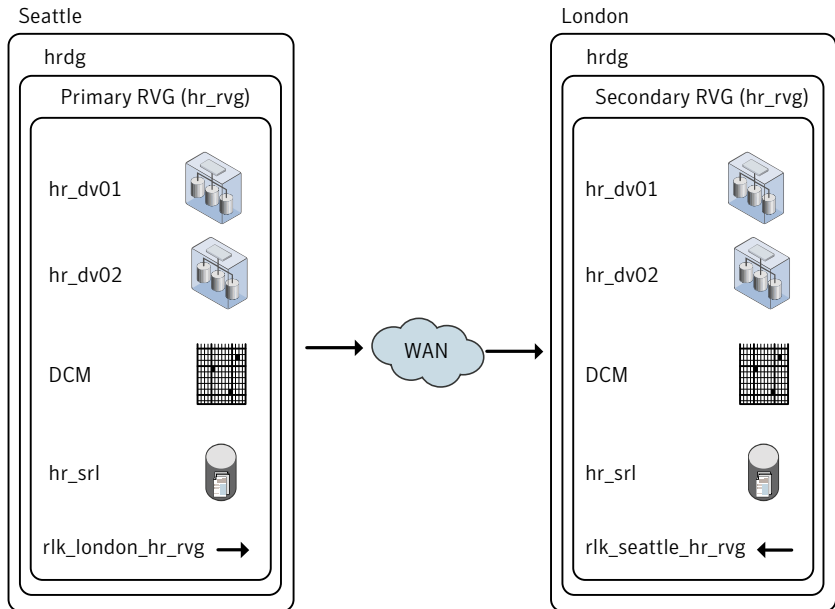 Seattle
hrdg
Primary RVG (hr_rvg)
hr_dv01
hr_dv02
DCM
hr_srl
rlk_london_hr_rvg
WAN
London
hrdg
Secondary RVG (hr_rvg)
hr_dv01
hr_dv02
DCM
hr_srl
rlk_seattle_hr_rvg